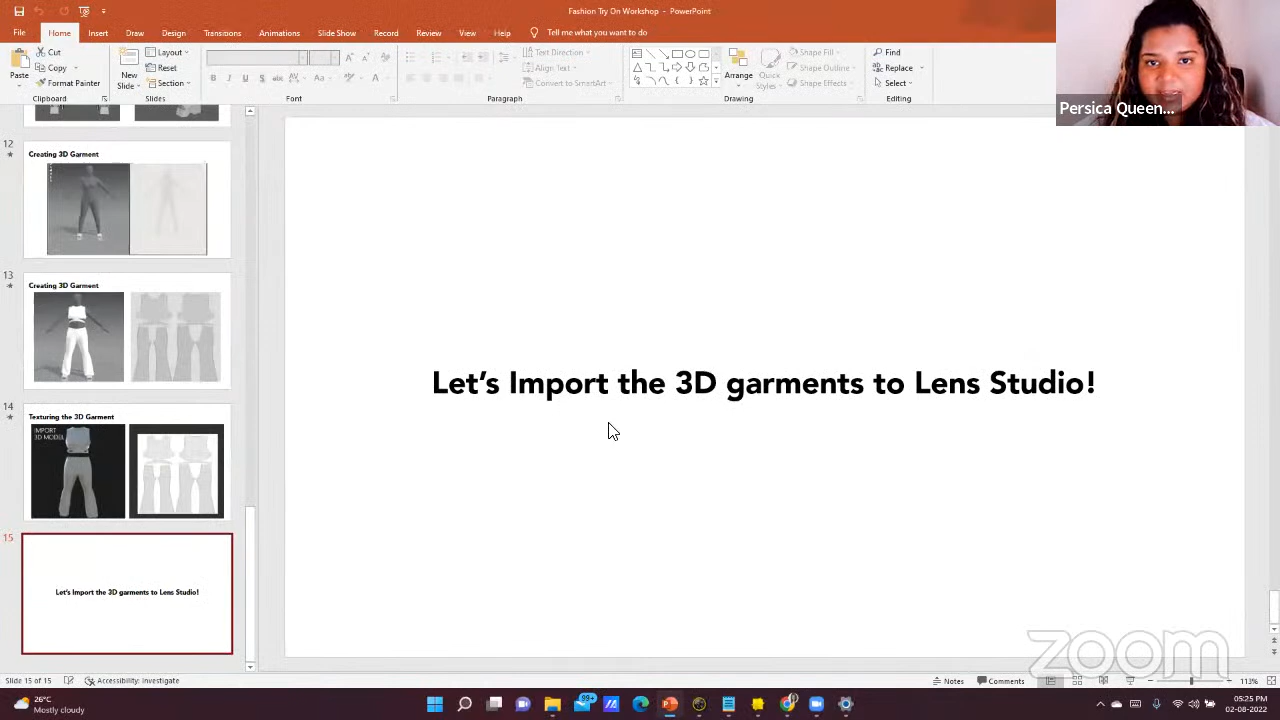 Fashion Try On Workshop - PowerPoint
File Home Insert Draw Design Transitions Animations Slide Show Record Review View Help Tell me what you want to do
Paste
Cut
Copy
Format Painter
Clipboard
New Slide
Layout
Section
Slides
Font
Text Direction
Align Text
Convert to SmartArt
Paragraph
Arrange
Quick Styles
Shape Fill
Shape Outline
Shape Effects
Drawing
Find
Replace
Select
Editing
Persica Queen...
12
Creating 3D Garment
13
Creating 3D Garment
14
Texturing the 3D Garment
IMPORT
3D MODEL
15
Let's Import the 3D garments to Lens Studio!
Let's Import the 3D garments to Lens Studio!
zoom
Slide 15 of 15
Accessibility: Investigate
Notes
Comments
113%
26°C
Mostly cloudy
99+
05:25 PM
02-08-2022